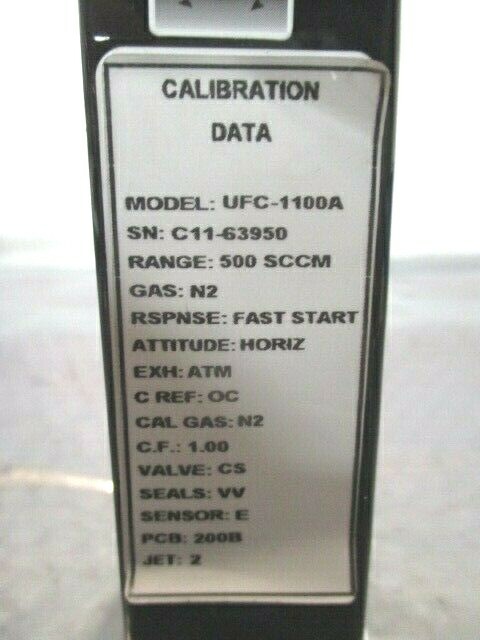 CALIBRATION
DATA
MODEL: UFC-1100A
SN: C11-63950
RANGE: 500 SCCM
GAS: N2
RSPNSE: FAST START
ATTITUDE: HORIZ
EXH: ATM
C REF: OC
CAL GAS: N2
C.F.: 1.00
VALVE: CS
SEALS: VV
SENSOR: E
PCB: 200B
JET: 2